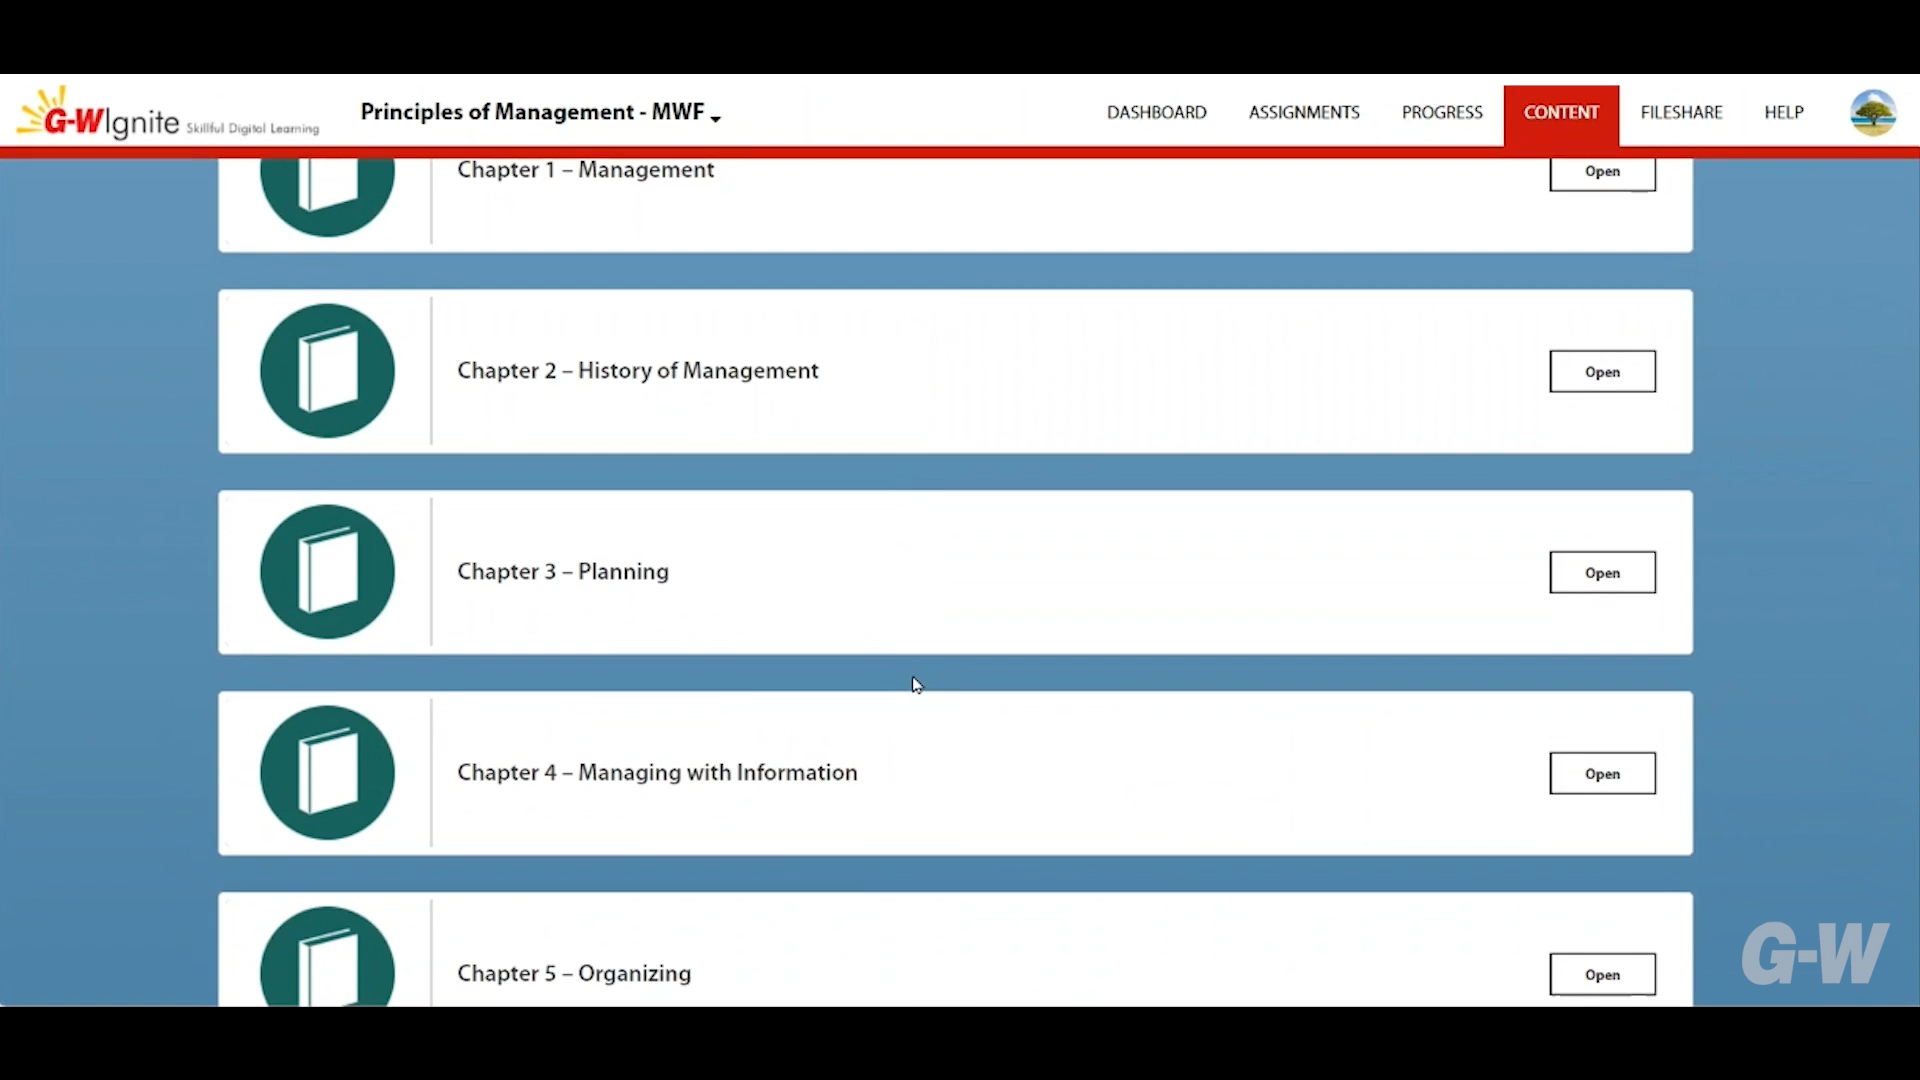 G-W Ignite Skillful Digital Learning
Principles of Management - MWF
DASHBOARD ASSIGNMENTS PROGRESS CONTENT FILESHARE HELP
Chapter 1 – Management
Open
Chapter 2 – History of Management
Open
Chapter 3 – Planning
Open
Chapter 4 – Managing with Information
Open
Chapter 5 – Organizing
Open
G-W